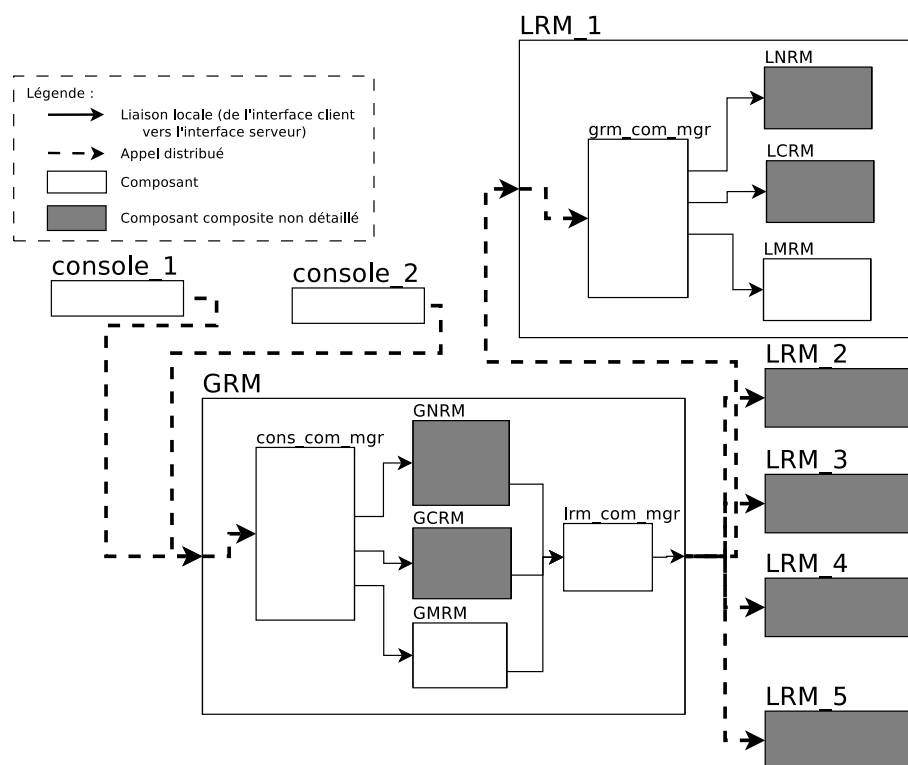 LRM_1
Légende :
Liaison locale (de l'interface client
vers l'interface serveur)
Appel distribué
Composant
Composant composite non détaillé
LNRM
grm_com_mgr
LCRM
LMRM
console_1
console_2
GRM
cons_com_mgr
GNRM
GCRM
GMRM
lrm_com_mgr
LRM_2
LRM_3
LRM_4
LRM_5